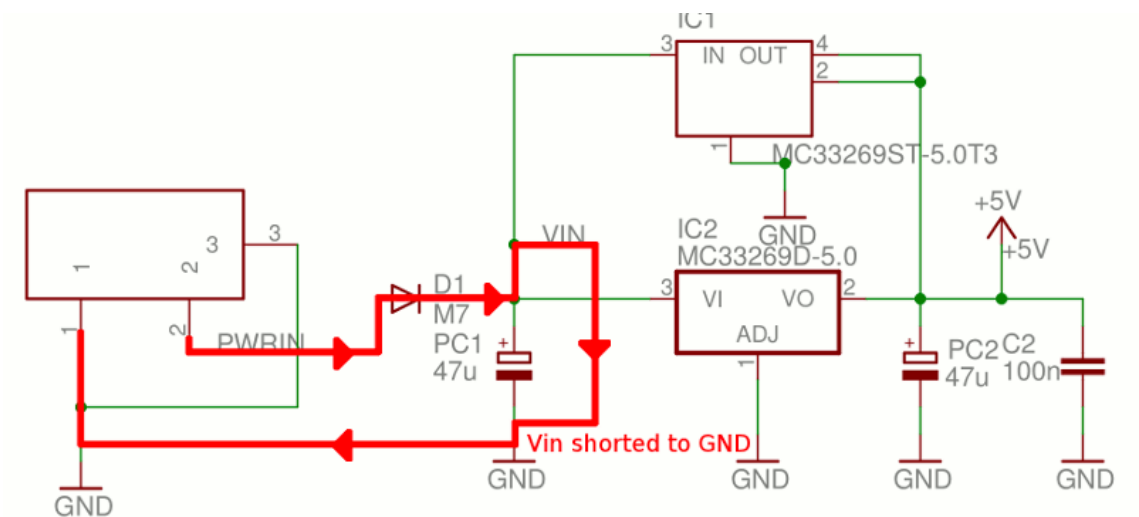 IC1
3
IN OUT
4
2
1
MC33269ST-5.0T3
GND
+5V
+5V
3
3
1
2
1
2
PWRIN
D1
M7
VIN
IC2
MC33269D-5.0
3
VI
VO
2
ADJ
1
PC1
47u
+
PC2
47u
+
C2
100n
Vin shorted to GND
GND
GND
GND
GND
GND